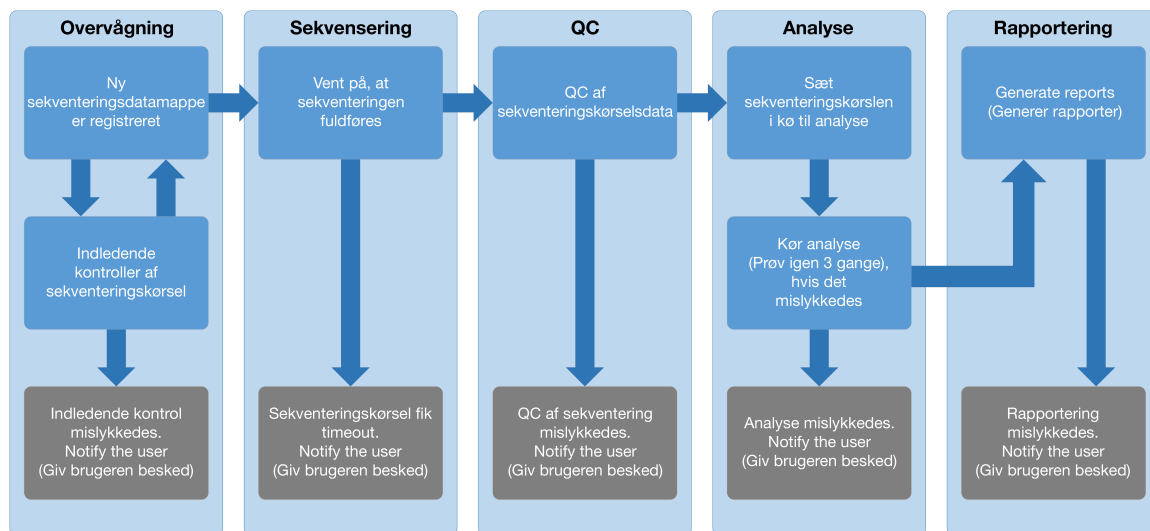 Overvågning
Ny
sekventeringsdatamappe
er registreret
Indledende
kontroller af
sekventeringskørsel
Indledende kontrol
mislykkedes.
Notify the user
(Giv brugeren besked)
Sekvensering
Vent på, at
sekventeringen
fuldføres
Sekventeringskørsel fik
timeout.
Notify the user
(Giv brugeren besked)
QC
QC af
sekventeringskørselsdata
QC af sekventering
mislykkedes.
Notify the user
(Giv brugeren besked)
Analyse
Sæt
sekventeringskørslen
i kø til analyse
Kør analyse
(Prøv igen 3 gange),
hvis det
mislykkedes
Analyse mislykkedes.
Notify the user
(Giv brugeren besked)
Rapportering
Generate reports
(Generer rapporter)
Rapportering
mislykkedes.
Notify the user
(Giv brugeren besked)